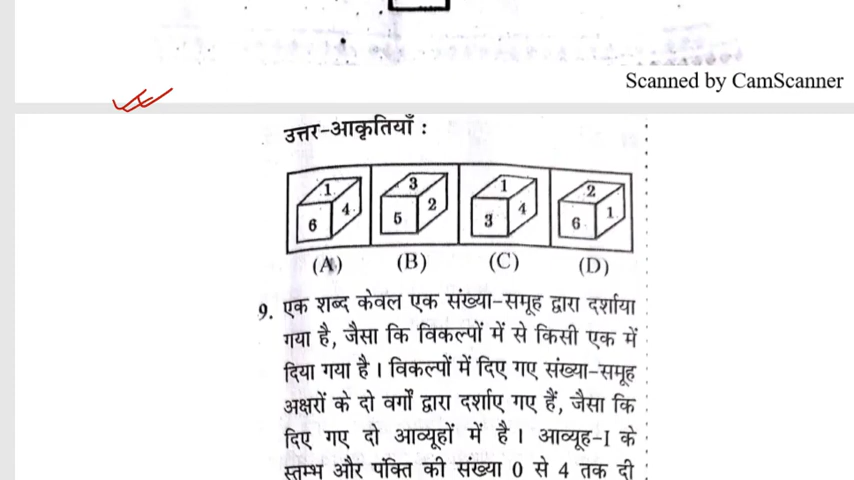 Scanned by CamScanner
उत्तर-आकृतियाँ :
1 6 4
3 5 2
1 3 4
2 6 1
(A) (B) (C) (D)
9. एक शब्द केवल एक संख्या-समूह द्वारा दर्शाया
गया है, जैसा कि विकल्पों में से किसी एक में
दिया गया है। विकल्पों में दिए गए संख्या-समूह
अक्षरों के दो वर्गों द्वारा दर्शाए गए हैं, जैसा कि
दिए गए दो आव्यूहों में है। आव्यूह-I के
स्तम्भ और पंक्ति की संख्या 0 से 4 तक दी